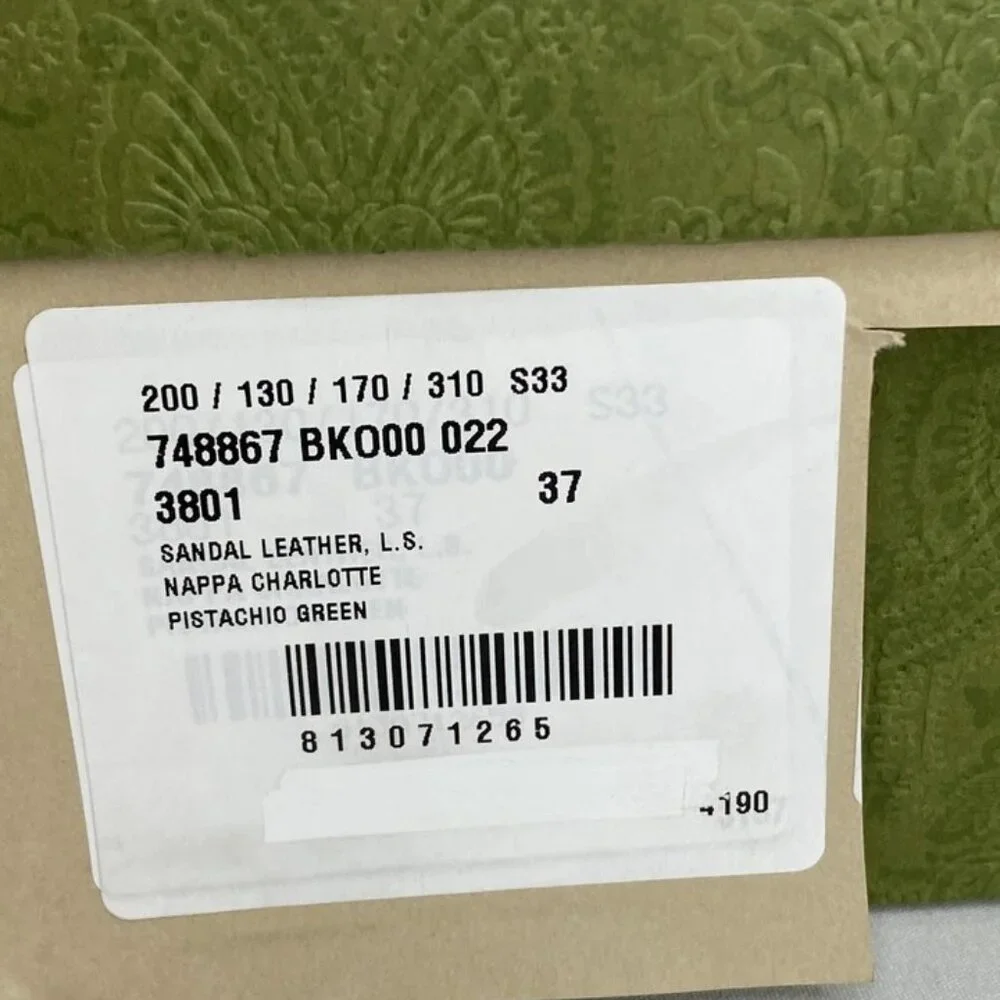 200 / 130 / 170 / 310 S33
748867 BKO00 022
3801 37
SANDAL LEATHER, L.S.
NAPPA CHARLOTTE
PISTACHIO GREEN
813071265
190